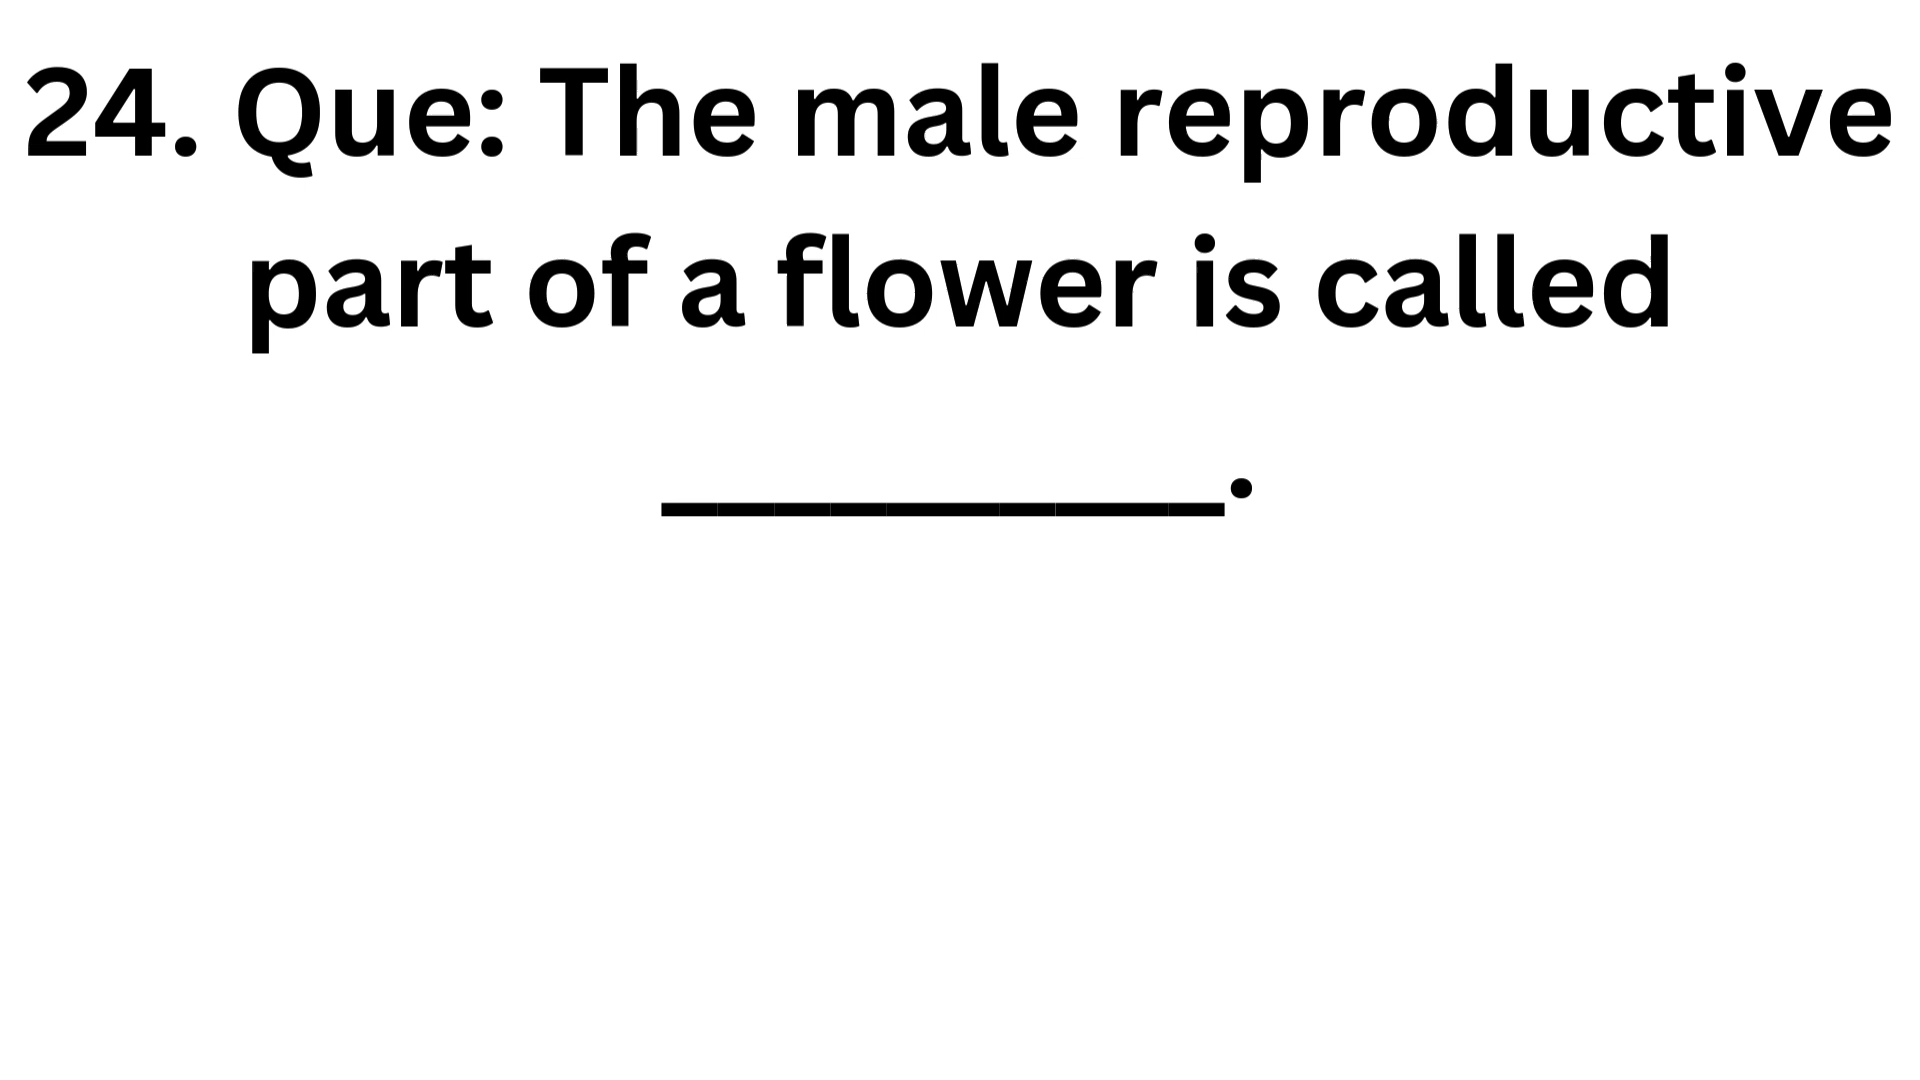 24. Que: The male reproductive
part of a flower is called
__________.